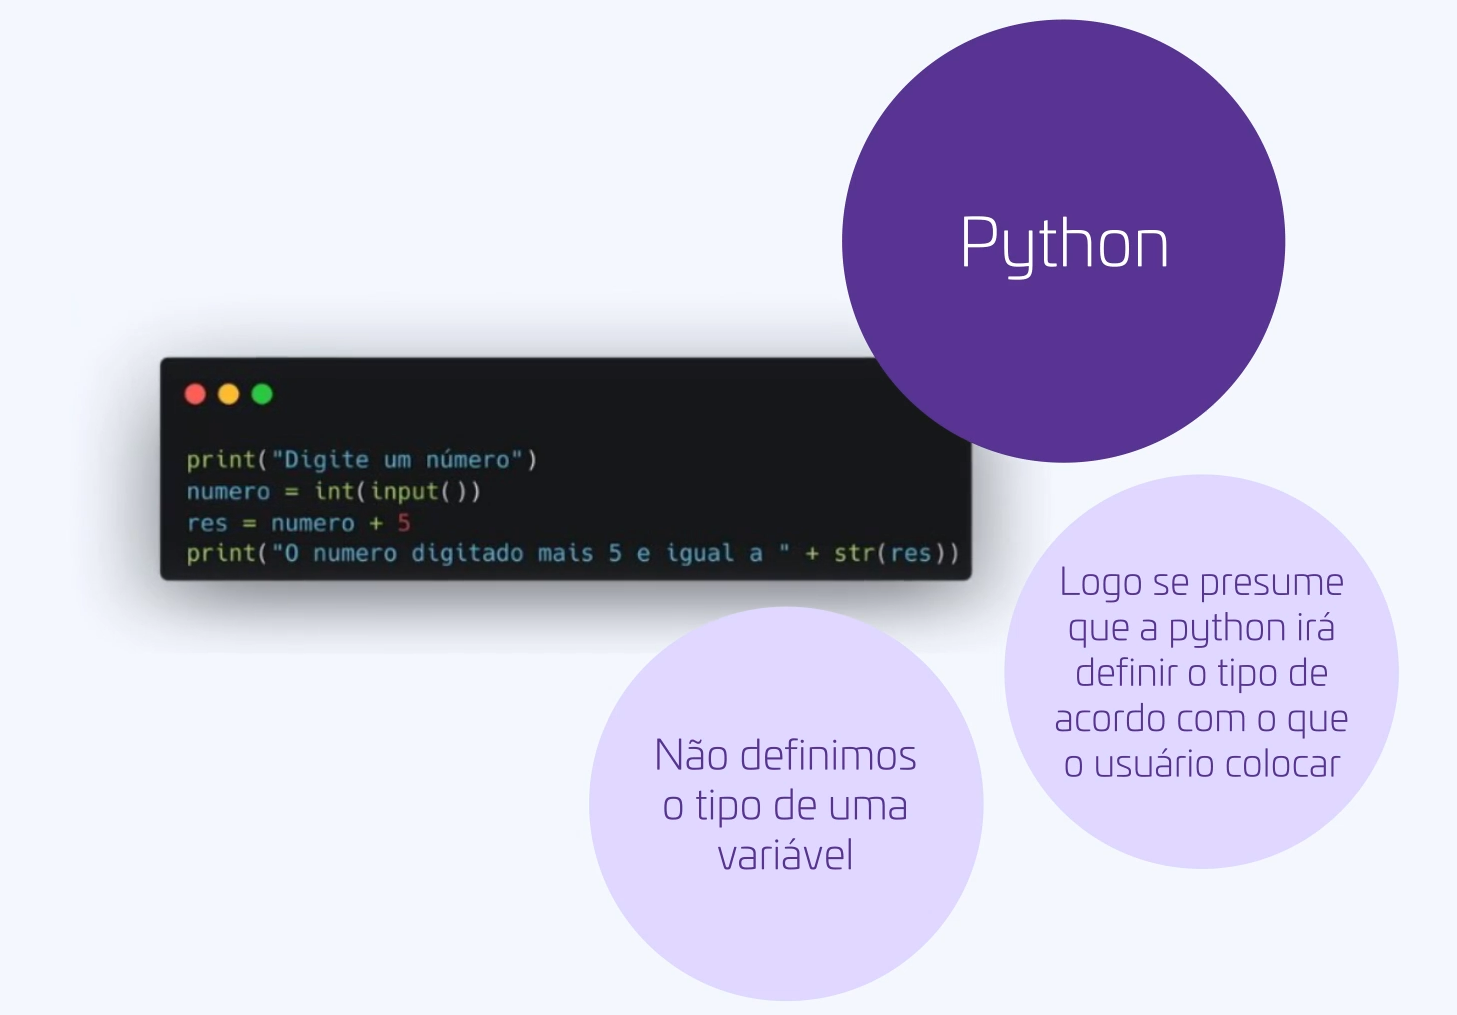 Python
print("Digite um número")
numero = int(input())
res = numero + 5
print("O numero digitado mais 5 e igual a " + str(res))
Logo se presume
que a python irá
definir o tipo de
acordo com o que
o usuário colocar
Não definimos
o tipo de uma
variável